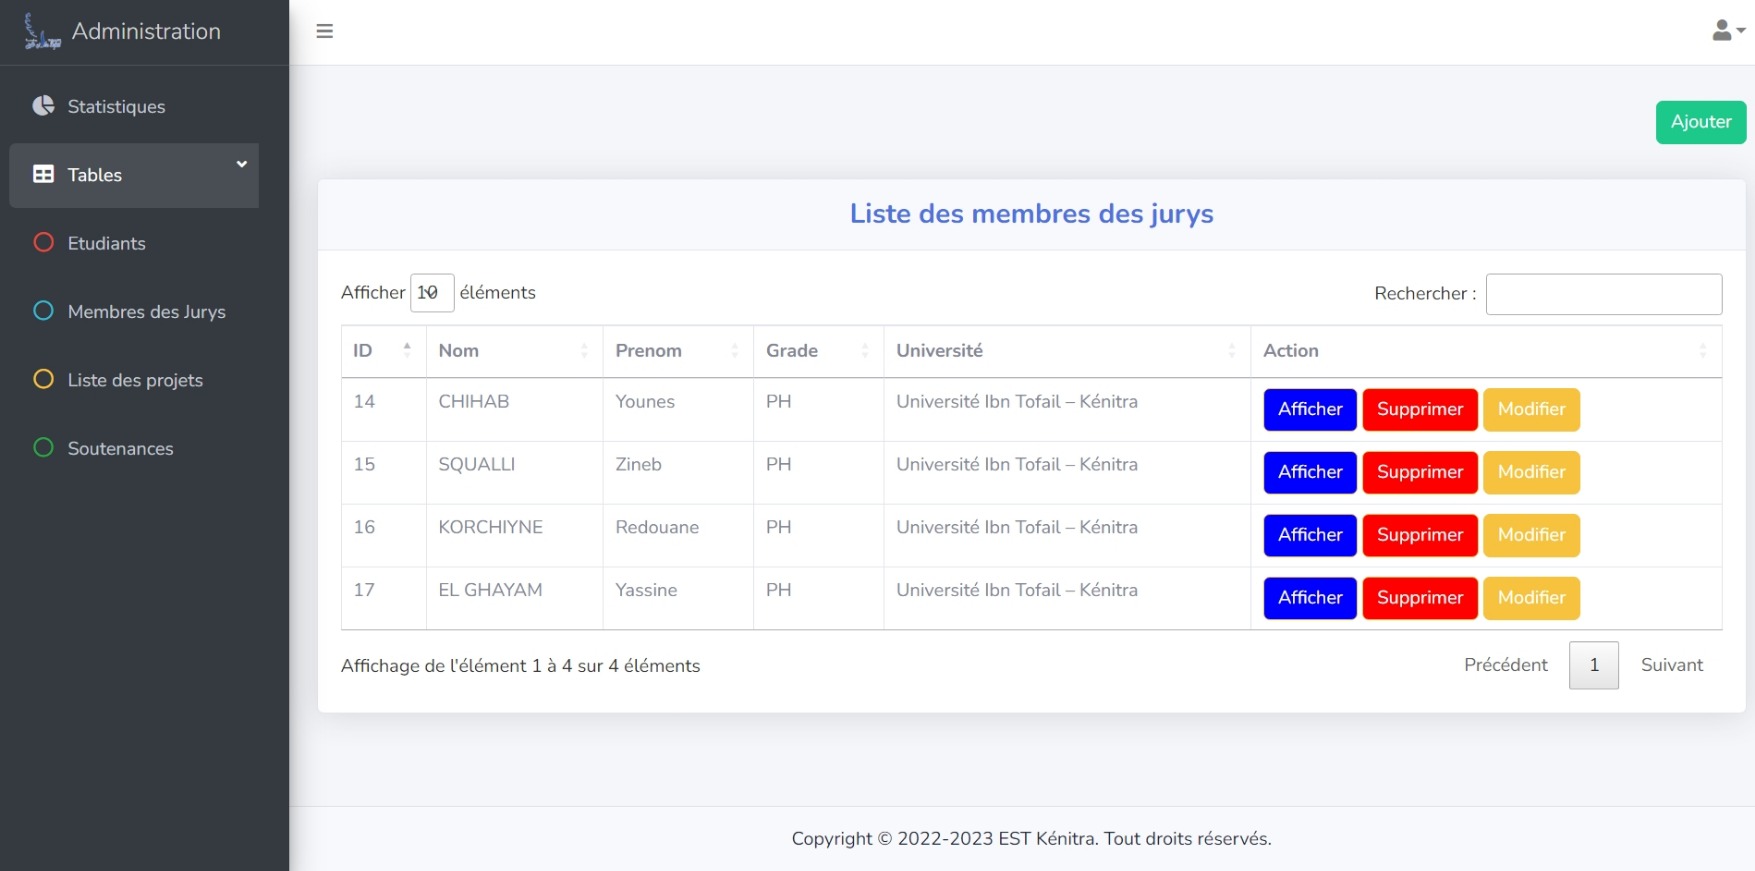 Administration
Statistiques
Tables
Etudiants
Membres des Jurys
Liste des projets
Soutenances
Ajouter
Liste des membres des jurys
Afficher 10 éléments
Rechercher :
ID Nom Prenom Grade Université Action
14 CHIHAB Younes PH Université Ibn Tofail – Kénitra Afficher Supprimer Modifier
15 SQUALLI Zineb PH Université Ibn Tofail – Kénitra Afficher Supprimer Modifier
16 KORCHIYNE Redouane PH Université Ibn Tofail – Kénitra Afficher Supprimer Modifier
17 EL GHAYAM Yassine PH Université Ibn Tofail – Kénitra Afficher Supprimer Modifier
Affichage de l'élément 1 à 4 sur 4 éléments
Précédent 1 Suivant
Copyright © 2022-2023 EST Kénitra. Tout droits réservés.